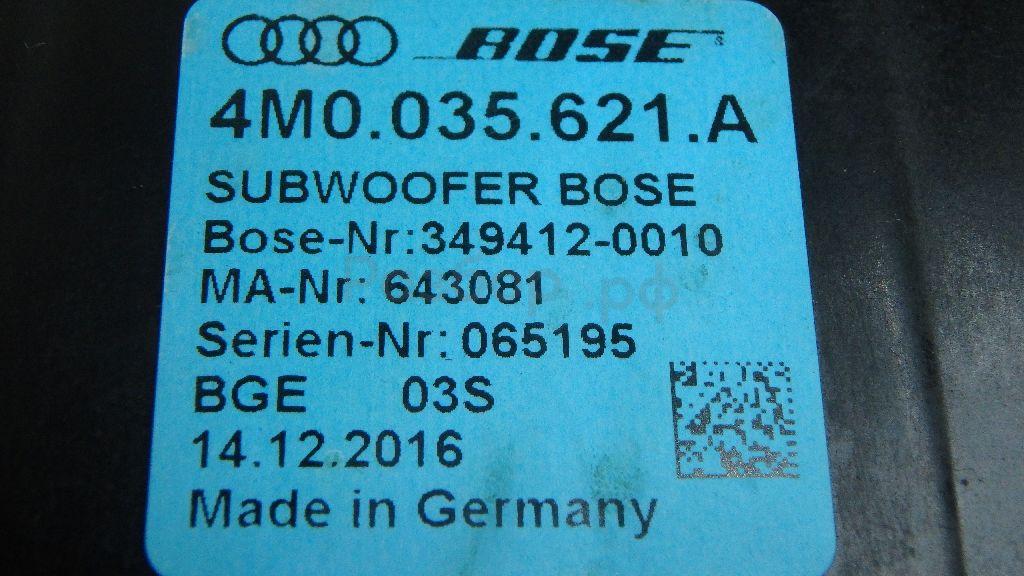 BOSE
4M0.035.621.A
SUBWOOFER BOSE
Bose-Nr:349412-0010
MA-Nr: 643081
Serien-Nr: 065195
BGE 03S
14.12.2016
Made in Germany